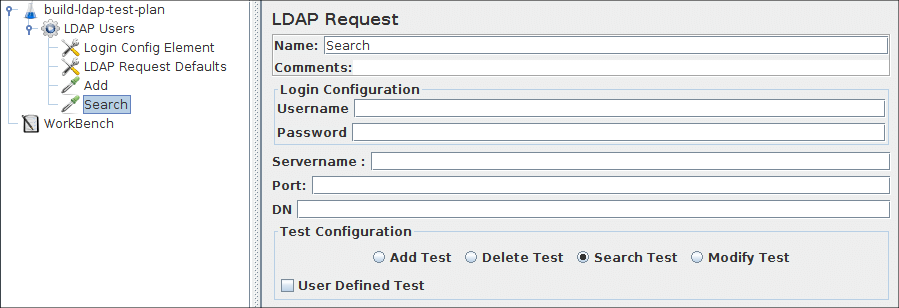 build-ldap-test-plan
LDAP Users
Login Config Element
LDAP Request Defaults
Add
Search
WorkBench
LDAP Request
Name: Search
Comments:
Login Configuration
Username
Password
Servername :
Port:
DN
Test Configuration
Add Test Delete Test Search Test Modify Test
User Defined Test